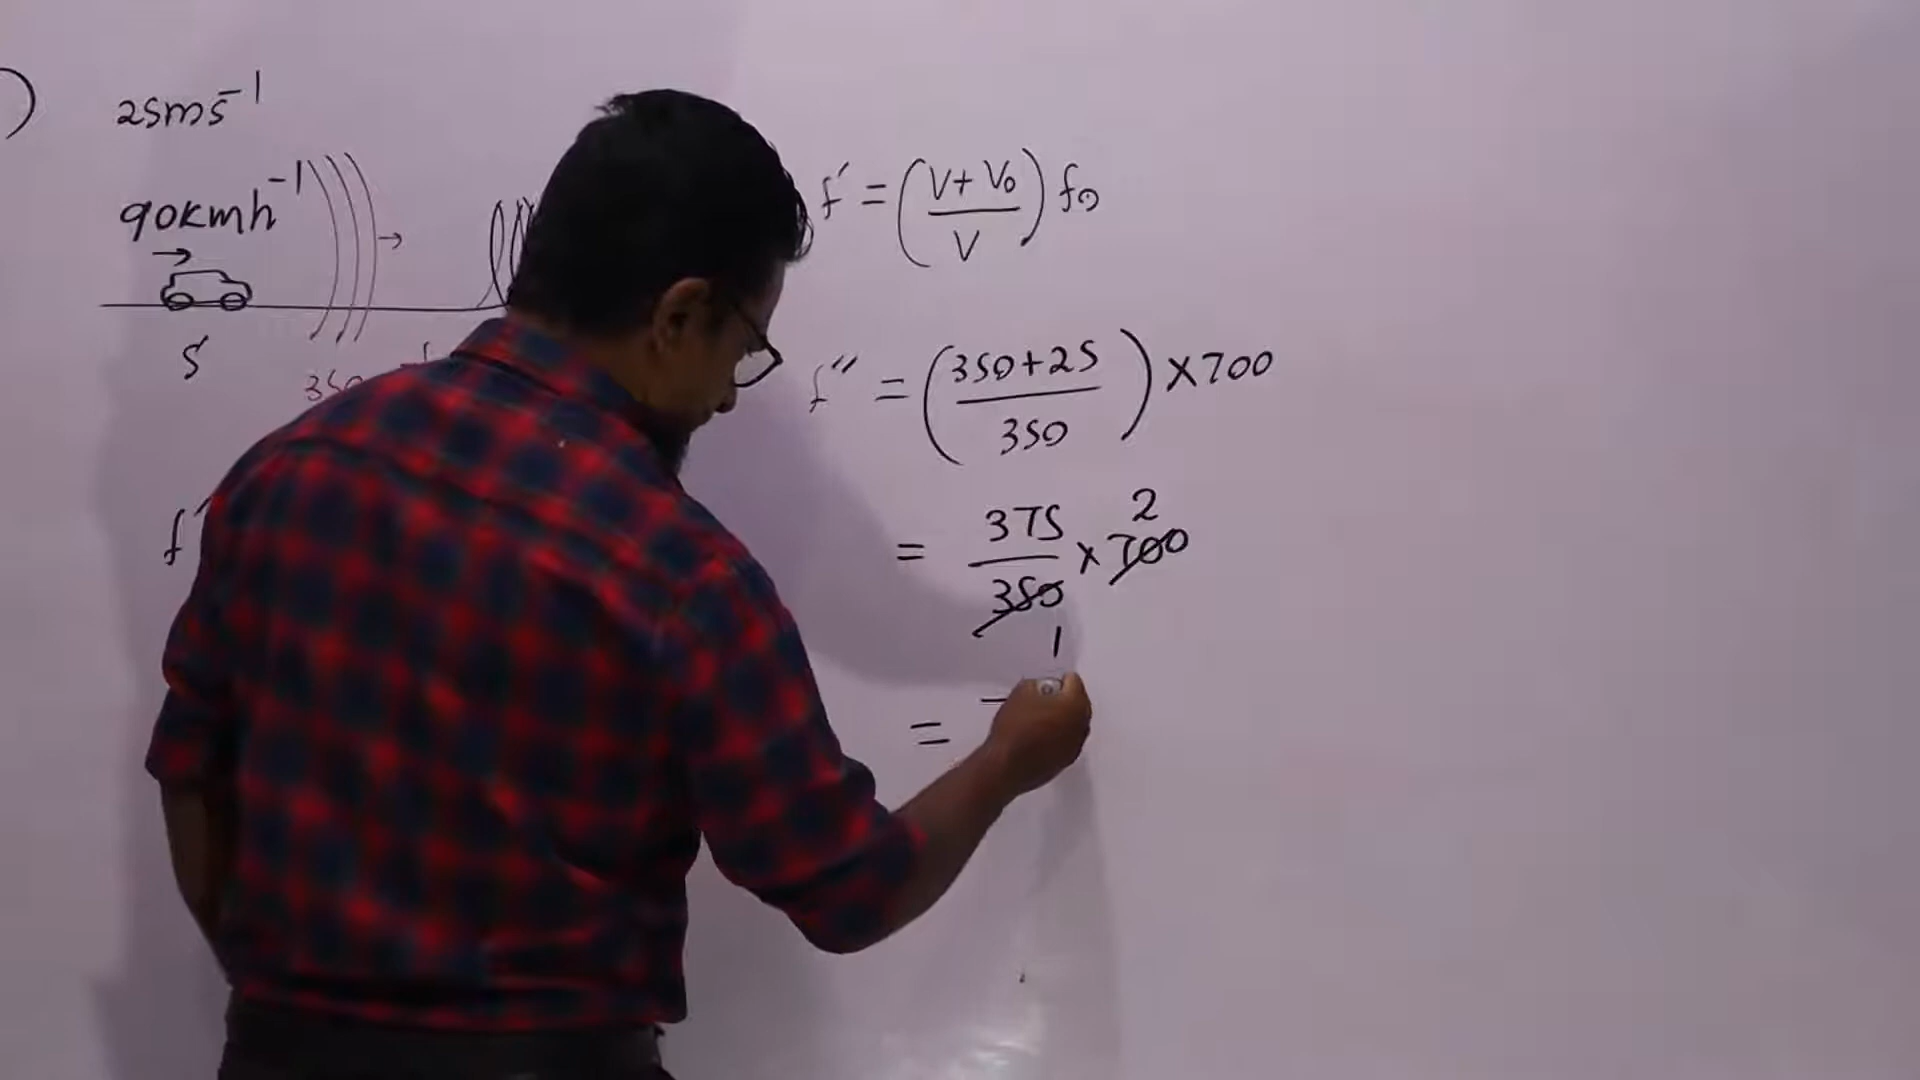 )
25ms⁻¹
90kmh⁻¹
S
f′
f′ = (V + V₀ / V) f₀
f″ = (350 + 25 / 350) × 700
= 375 / 350 × 700
2
1
=